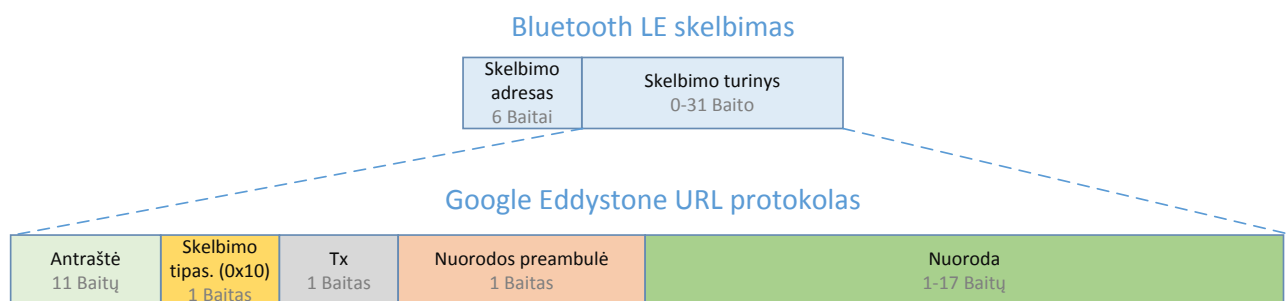 Bluetooth LE skelbimas
Skelbimo
adresas
6 Baitai
Skelbimo turinys
0-31 Baito
Google Eddystone URL protokolas
Antraštė
11 Baitų
Skelbimo
tipas. (0x10)
1 Baitas
Tx
1 Baitas
Nuorodos preambulė
1 Baitas
Nuoroda
1-17 Baitų